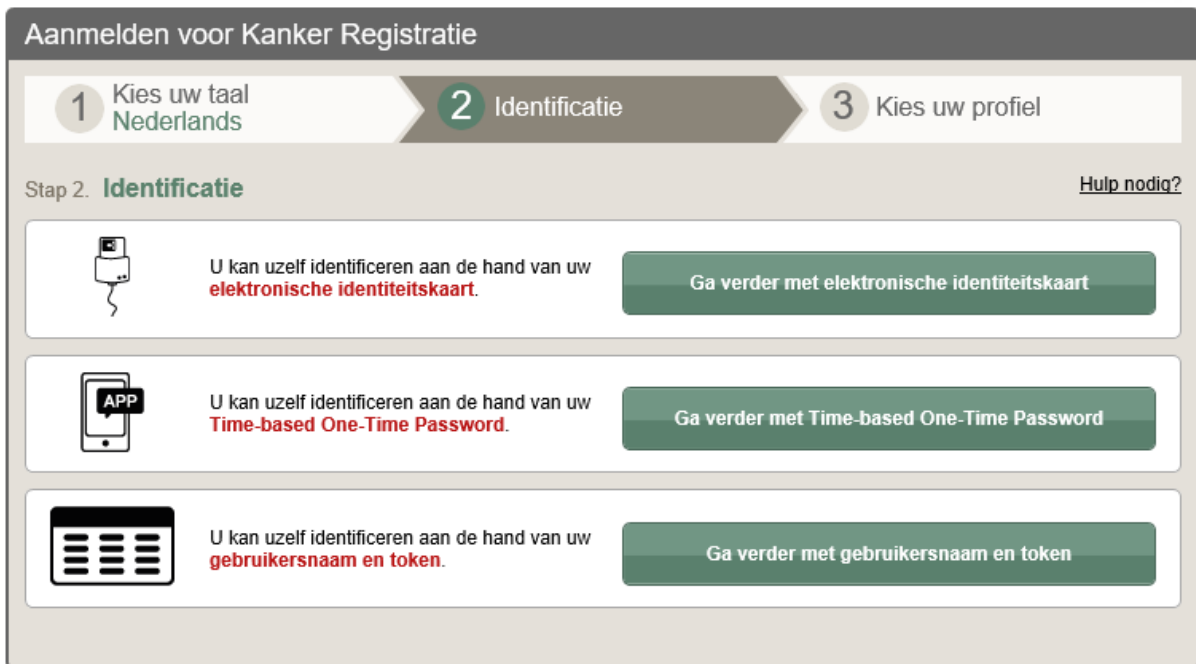 Aanmelden voor Kanker Registratie
1 Kies uw taal
Nederlands
2 Identificatie
3 Kies uw profiel
Stap 2. Identificatie
Hulp nodig?
U kan uzelf identificeren aan de hand van uw
elektronische identiteitskaart.
Ga verder met elektronische identiteitskaart
APP
U kan uzelf identificeren aan de hand van uw
Time-based One-Time Password.
Ga verder met Time-based One-Time Password
U kan uzelf identificeren aan de hand van uw
gebruikersnaam en token.
Ga verder met gebruikersnaam en token